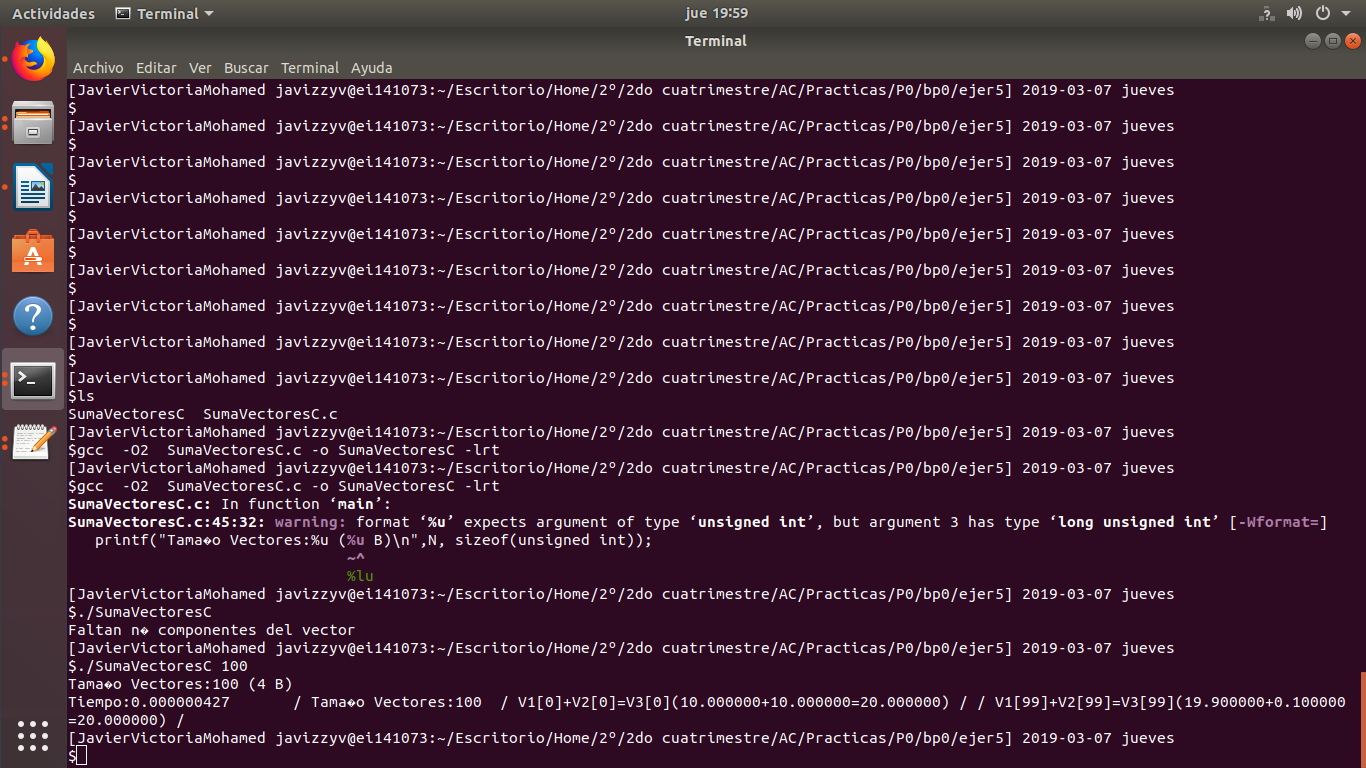 Actividades Terminal jue 19:59
Terminal
Archivo Editar Ver Buscar Terminal Ayuda
[JavierVictoriaMohamed javizzyv@ei141073:~/Escritorio/Home/2º/2do cuatrimestre/AC/Practicas/P0/bp0/ejer5] 2019-03-07 jueves
$
[JavierVictoriaMohamed javizzyv@ei141073:~/Escritorio/Home/2º/2do cuatrimestre/AC/Practicas/P0/bp0/ejer5] 2019-03-07 jueves
$
[JavierVictoriaMohamed javizzyv@ei141073:~/Escritorio/Home/2º/2do cuatrimestre/AC/Practicas/P0/bp0/ejer5] 2019-03-07 jueves
$
[JavierVictoriaMohamed javizzyv@ei141073:~/Escritorio/Home/2º/2do cuatrimestre/AC/Practicas/P0/bp0/ejer5] 2019-03-07 jueves
$
[JavierVictoriaMohamed javizzyv@ei141073:~/Escritorio/Home/2º/2do cuatrimestre/AC/Practicas/P0/bp0/ejer5] 2019-03-07 jueves
$
[JavierVictoriaMohamed javizzyv@ei141073:~/Escritorio/Home/2º/2do cuatrimestre/AC/Practicas/P0/bp0/ejer5] 2019-03-07 jueves
$
[JavierVictoriaMohamed javizzyv@ei141073:~/Escritorio/Home/2º/2do cuatrimestre/AC/Practicas/P0/bp0/ejer5] 2019-03-07 jueves
$
[JavierVictoriaMohamed javizzyv@ei141073:~/Escritorio/Home/2º/2do cuatrimestre/AC/Practicas/P0/bp0/ejer5] 2019-03-07 jueves
$
[JavierVictoriaMohamed javizzyv@ei141073:~/Escritorio/Home/2º/2do cuatrimestre/AC/Practicas/P0/bp0/ejer5] 2019-03-07 jueves
$ls
SumaVectoresC  SumaVectoresC.c
[JavierVictoriaMohamed javizzyv@ei141073:~/Escritorio/Home/2º/2do cuatrimestre/AC/Practicas/P0/bp0/ejer5] 2019-03-07 jueves
$gcc  -O2  SumaVectoresC.c -o SumaVectoresC -lrt
[JavierVictoriaMohamed javizzyv@ei141073:~/Escritorio/Home/2º/2do cuatrimestre/AC/Practicas/P0/bp0/ejer5] 2019-03-07 jueves
$gcc  -O2  SumaVectoresC.c -o SumaVectoresC -lrt
SumaVectoresC.c: In function ‘main’:
SumaVectoresC.c:45:32: warning: format ‘%u’ expects argument of type ‘unsigned int’, but argument 3 has type ‘long unsigned int’ [-Wformat=]
   printf("Tama�o Vectores:%u (%u B)\n",N, sizeof(unsigned int));
~^
%lu
[JavierVictoriaMohamed javizzyv@ei141073:~/Escritorio/Home/2º/2do cuatrimestre/AC/Practicas/P0/bp0/ejer5] 2019-03-07 jueves
$./SumaVectoresC
Faltan n� componentes del vector
[JavierVictoriaMohamed javizzyv@ei141073:~/Escritorio/Home/2º/2do cuatrimestre/AC/Practicas/P0/bp0/ejer5] 2019-03-07 jueves
$./SumaVectoresC 100
Tama�o Vectores:100 (4 B)
Tiempo:0.000000427       / Tama�o Vectores:100  / V1[0]+V2[0]=V3[0](10.000000+10.000000=20.000000) / / V1[99]+V2[99]=V3[99](19.900000+0.100000
=20.000000) /
[JavierVictoriaMohamed javizzyv@ei141073:~/Escritorio/Home/2º/2do cuatrimestre/AC/Practicas/P0/bp0/ejer5] 2019-03-07 jueves
$